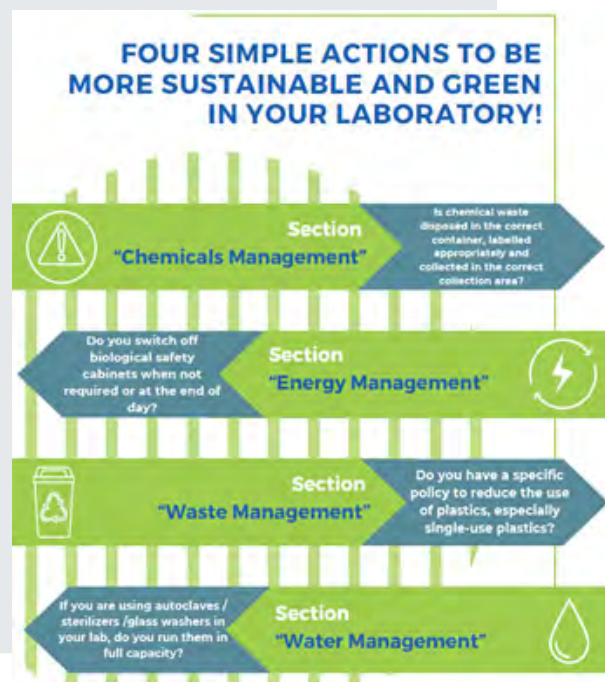 FOUR SIMPLE ACTIONS TO BE
MORE SUSTAINABLE AND GREEN
IN YOUR LABORATORY!
Section
"Chemicals Management"
Is chemical waste
disposed in the correct
container, labelled
appropriately and
collected in the correct
collection area?
Do you switch off
biological safety
cabinets when not
required or at the end of
day?
Section
"Energy Management"
Section
"Waste Management"
Do you have a specific
policy to reduce the use
of plastics, especially
single-use plastics?
If you are using autoclaves /
sterilizers /glass washers in
your lab, do you run them in
full capacity?
Section
"Water Management"